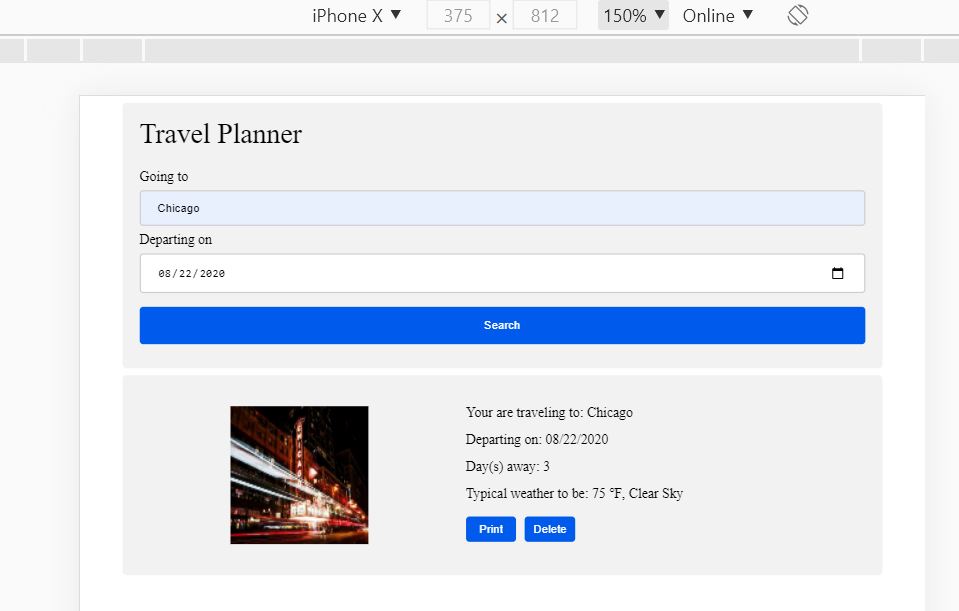 iPhone X ▼ 375 × 812 150% ▼ Online ▼
Travel Planner
Going to
Chicago
Departing on
08/22/2020
Search
CHICAGO
Your are traveling to: Chicago
Departing on: 08/22/2020
Day(s) away: 3
Typical weather to be: 75 °F, Clear Sky
Print Delete